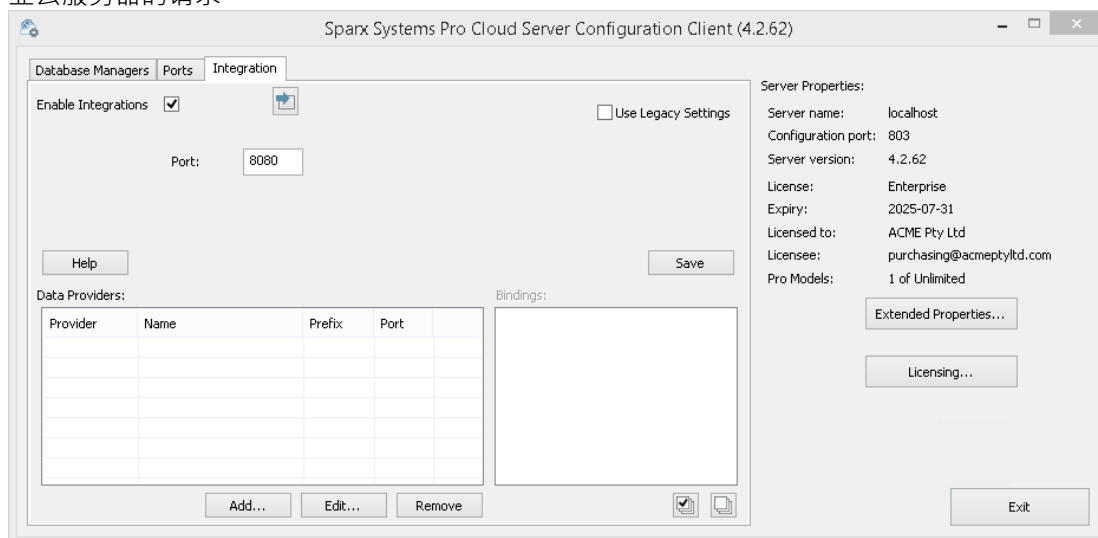 Sparx Systems Pro Cloud Server Configuration Client (4.2.62)
Database Managers Ports Integration
Enable Integrations
Use Legacy Settings
Port: 8080
Help
Save
Data Providers:
Bindings:
Provider Name Prefix Port
Add... Edit... Remove
Server Properties:
Server name: localhost
Configuration port: 803
Server version: 4.2.62
License: Enterprise
Expiry: 2025-07-31
Licensed to: ACME Pty Ltd
Licensee: purchasing@acmeptyltd.com
Pro Models: 1 of Unlimited
Extended Properties...
Licensing...
Exit